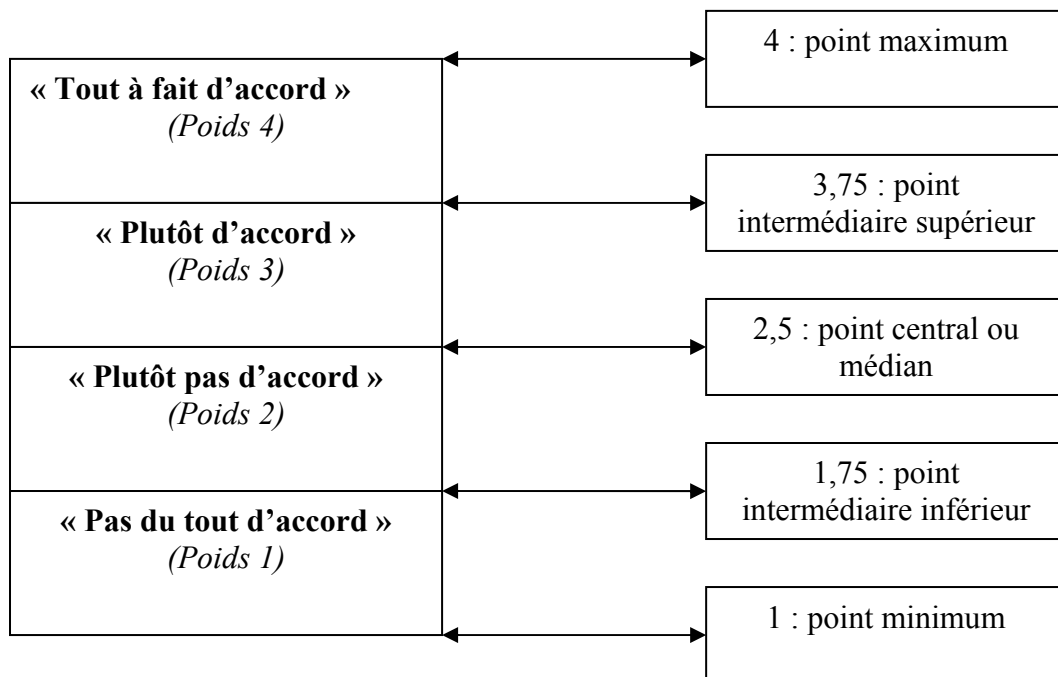 4 : point maximum
« Tout à fait d’accord »
(Poids 4)
3,75 : point
intermédiaire supérieur
« Plutôt d’accord »
(Poids 3)
2,5 : point central ou
médian
« Plutôt pas d’accord »
(Poids 2)
1,75 : point
intermédiaire inférieur
« Pas du tout d’accord »
(Poids 1)
1 : point minimum